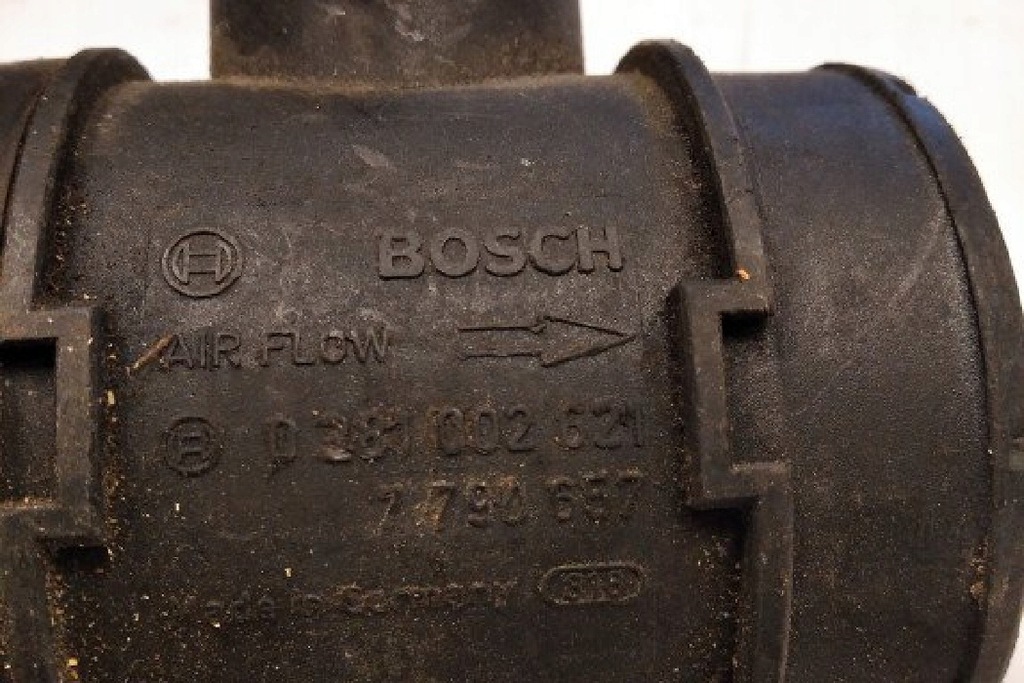 BOSCH
AIR FLOW
0 281 002 621
7 790 697
Made in Germany